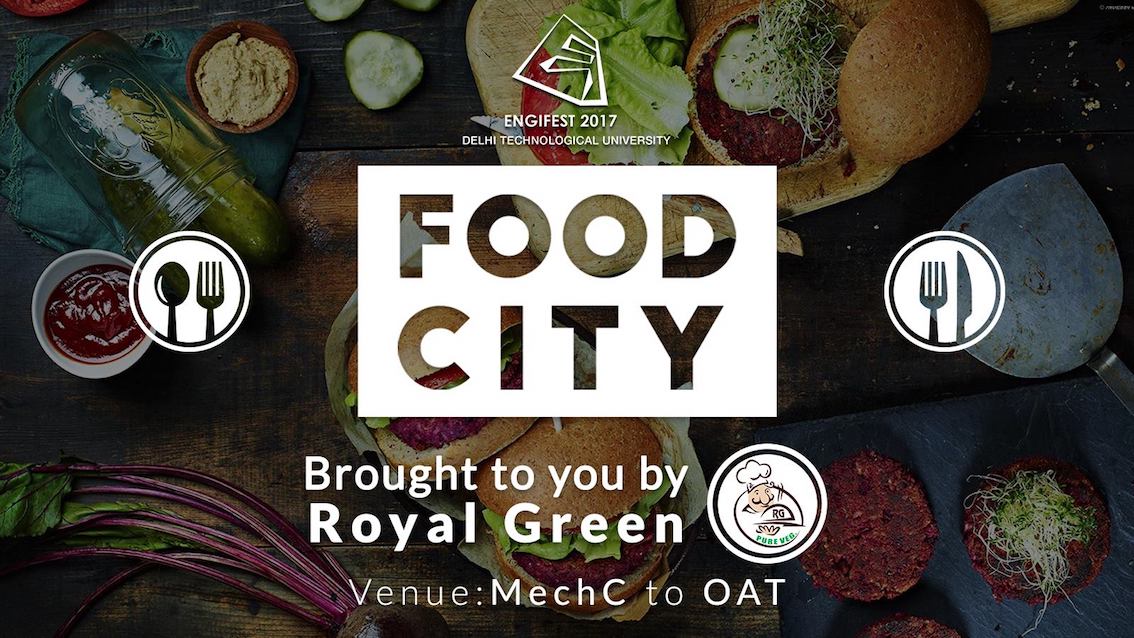 ENGIFEST 2017
DELHI TECHNOLOGICAL UNIVERSITY
FOOD
CITY
Brought to you by
Royal Green
RG
PURE VEG.
Venue:MechC to OAT